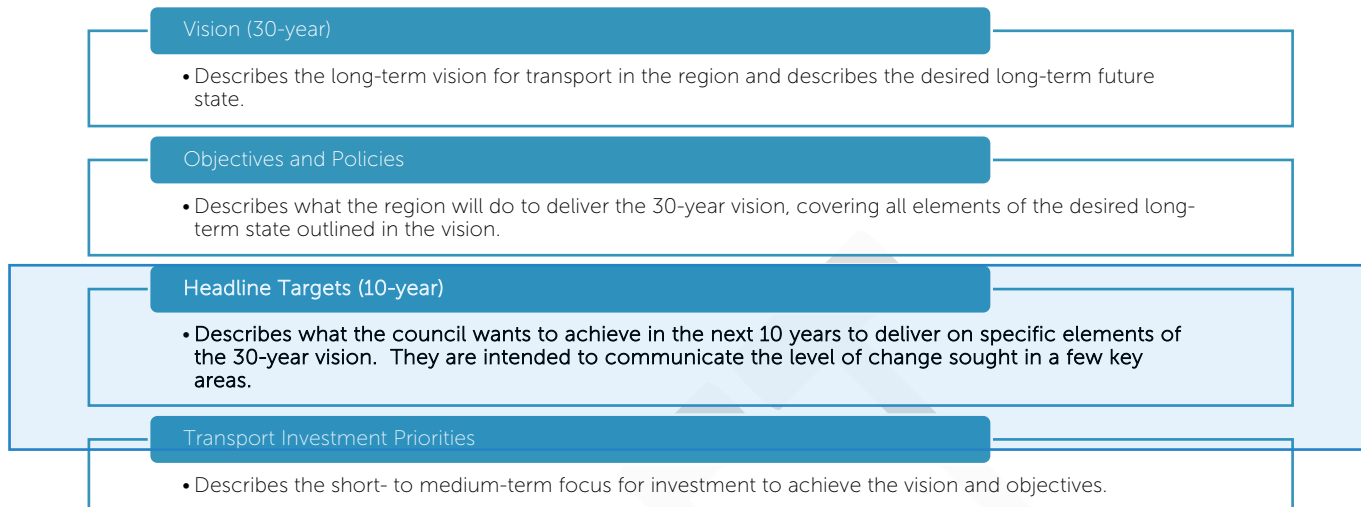 Vision (30-year)
• Describes the long-term vision for transport in the region and describes the desired long-term future
state.
Objectives and Policies
• Describes what the region will do to deliver the 30-year vision, covering all elements of the desired long-
term state outlined in the vision.
Headline Targets (10-year)
• Describes what the council wants to achieve in the next 10 years to deliver on specific elements of
the 30-year vision.  They are intended to communicate the level of change sought in a few key
areas.
Transport Investment Priorities
• Describes the short- to medium-term focus for investment to achieve the vision and objectives.